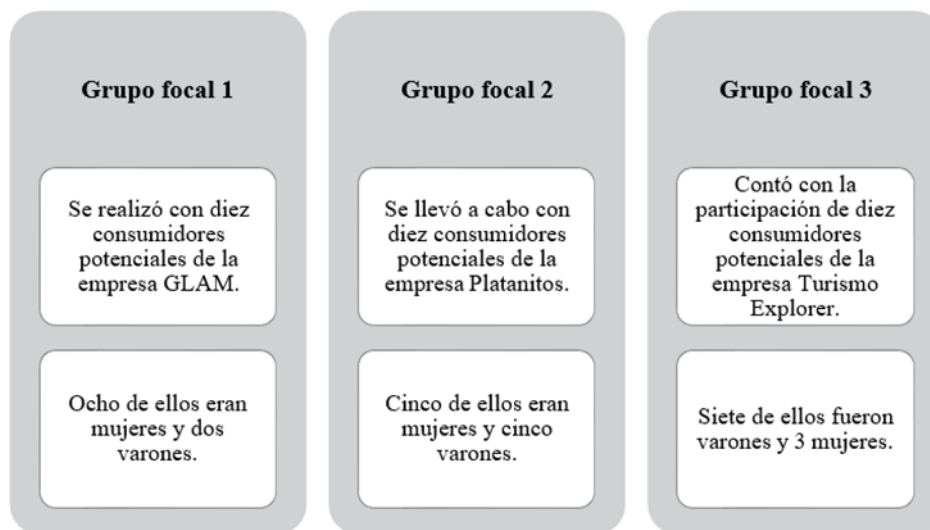 Grupo focal 1
Se realizó con diez
consumidores
potenciales de la
empresa GLAM.
Ocho de ellos eran
mujeres y dos
varones.
Grupo focal 2
Se llevó a cabo con
diez consumidores
potenciales de la
empresa Platanitos.
Cinco de ellos eran
mujeres y cinco
varones.
Grupo focal 3
Contó con la
participación de diez
consumidores
potenciales de la
empresa Turismo
Explorer.
Siete de ellos fueron
varones y 3 mujeres.